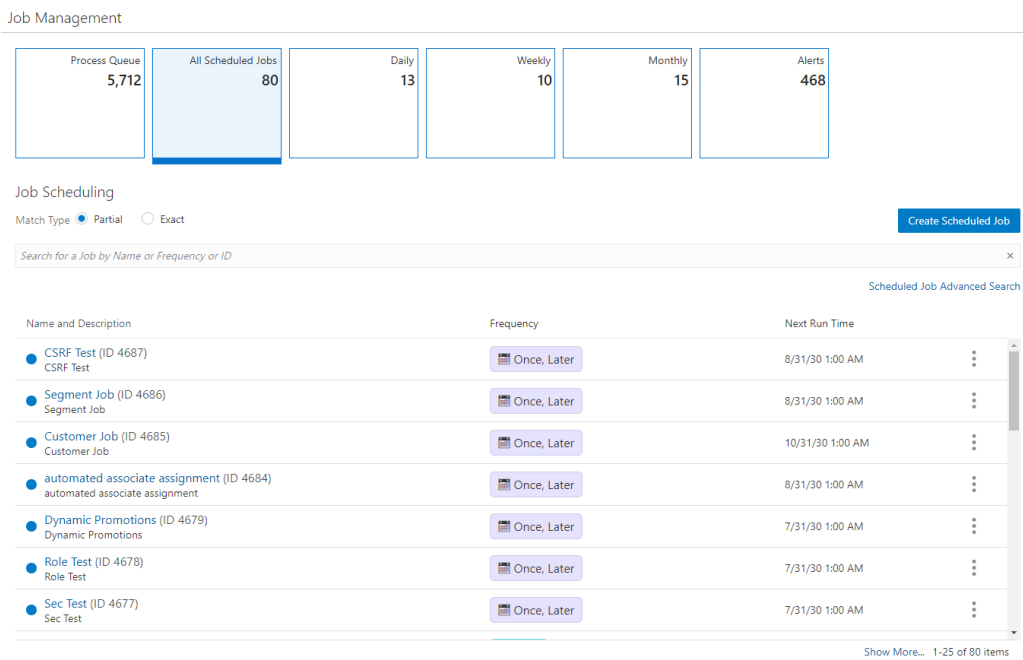 Job Management
Process Queue
5,712
All Scheduled Jobs
80
Daily
13
Weekly
10
Monthly
15
Alerts
468
Job Scheduling
Match Type Partial Exact
Create Scheduled Job
Search for a Job by Name or Frequency or ID
Scheduled Job Advanced Search
Name and Description Frequency Next Run Time
CSRF Test (ID 4687)
CSRF Test
Once, Later
8/31/30 1:00 AM
Segment Job (ID 4686)
Segment Job
Once, Later
8/31/30 1:00 AM
Customer Job (ID 4685)
Customer Job
Once, Later
10/31/30 1:00 AM
automated associate assignment (ID 4684)
automated associate assignment
Once, Later
8/31/30 1:00 AM
Dynamic Promotions (ID 4679)
Dynamic Promotions
Once, Later
7/31/30 1:00 AM
Role Test (ID 4678)
Role Test
Once, Later
7/31/30 1:00 AM
Sec Test (ID 4677)
Sec Test
Once, Later
7/31/30 1:00 AM
Show More... 1-25 of 80 items